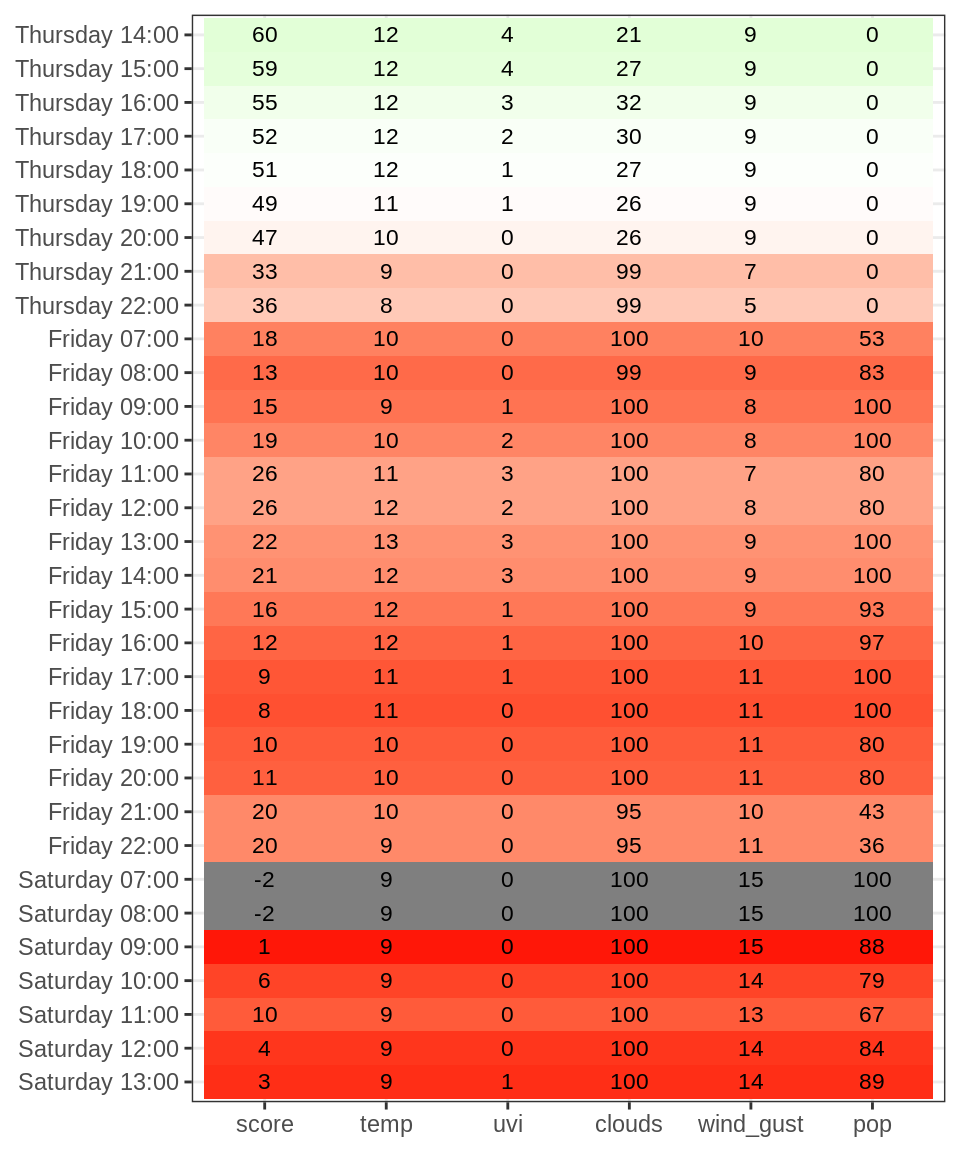 Thursday 14:00 60 12 4 21 9 0
Thursday 15:00 59 12 4 27 9 0
Thursday 16:00 55 12 3 32 9 0
Thursday 17:00 52 12 2 30 9 0
Thursday 18:00 51 12 1 27 9 0
Thursday 19:00 49 11 1 26 9 0
Thursday 20:00 47 10 0 26 9 0
Thursday 21:00 33 9 0 99 7 0
Thursday 22:00 36 8 0 99 5 0
Friday 07:00 18 10 0 100 10 53
Friday 08:00 13 10 0 99 9 83
Friday 09:00 15 9 1 100 8 100
Friday 10:00 19 10 2 100 8 100
Friday 11:00 26 11 3 100 7 80
Friday 12:00 26 12 2 100 8 80
Friday 13:00 22 13 3 100 9 100
Friday 14:00 21 12 3 100 9 100
Friday 15:00 16 12 1 100 9 93
Friday 16:00 12 12 1 100 10 97
Friday 17:00 9 11 1 100 11 100
Friday 18:00 8 11 0 100 11 100
Friday 19:00 10 10 0 100 11 80
Friday 20:00 11 10 0 100 11 80
Friday 21:00 20 10 0 95 10 43
Friday 22:00 20 9 0 95 11 36
Saturday 07:00 -2 9 0 100 15 100
Saturday 08:00 -2 9 0 100 15 100
Saturday 09:00 1 9 0 100 15 88
Saturday 10:00 6 9 0 100 14 79
Saturday 11:00 10 9 0 100 13 67
Saturday 12:00 4 9 0 100 14 84
Saturday 13:00 3 9 1 100 14 89
score temp uvi clouds wind_gust pop